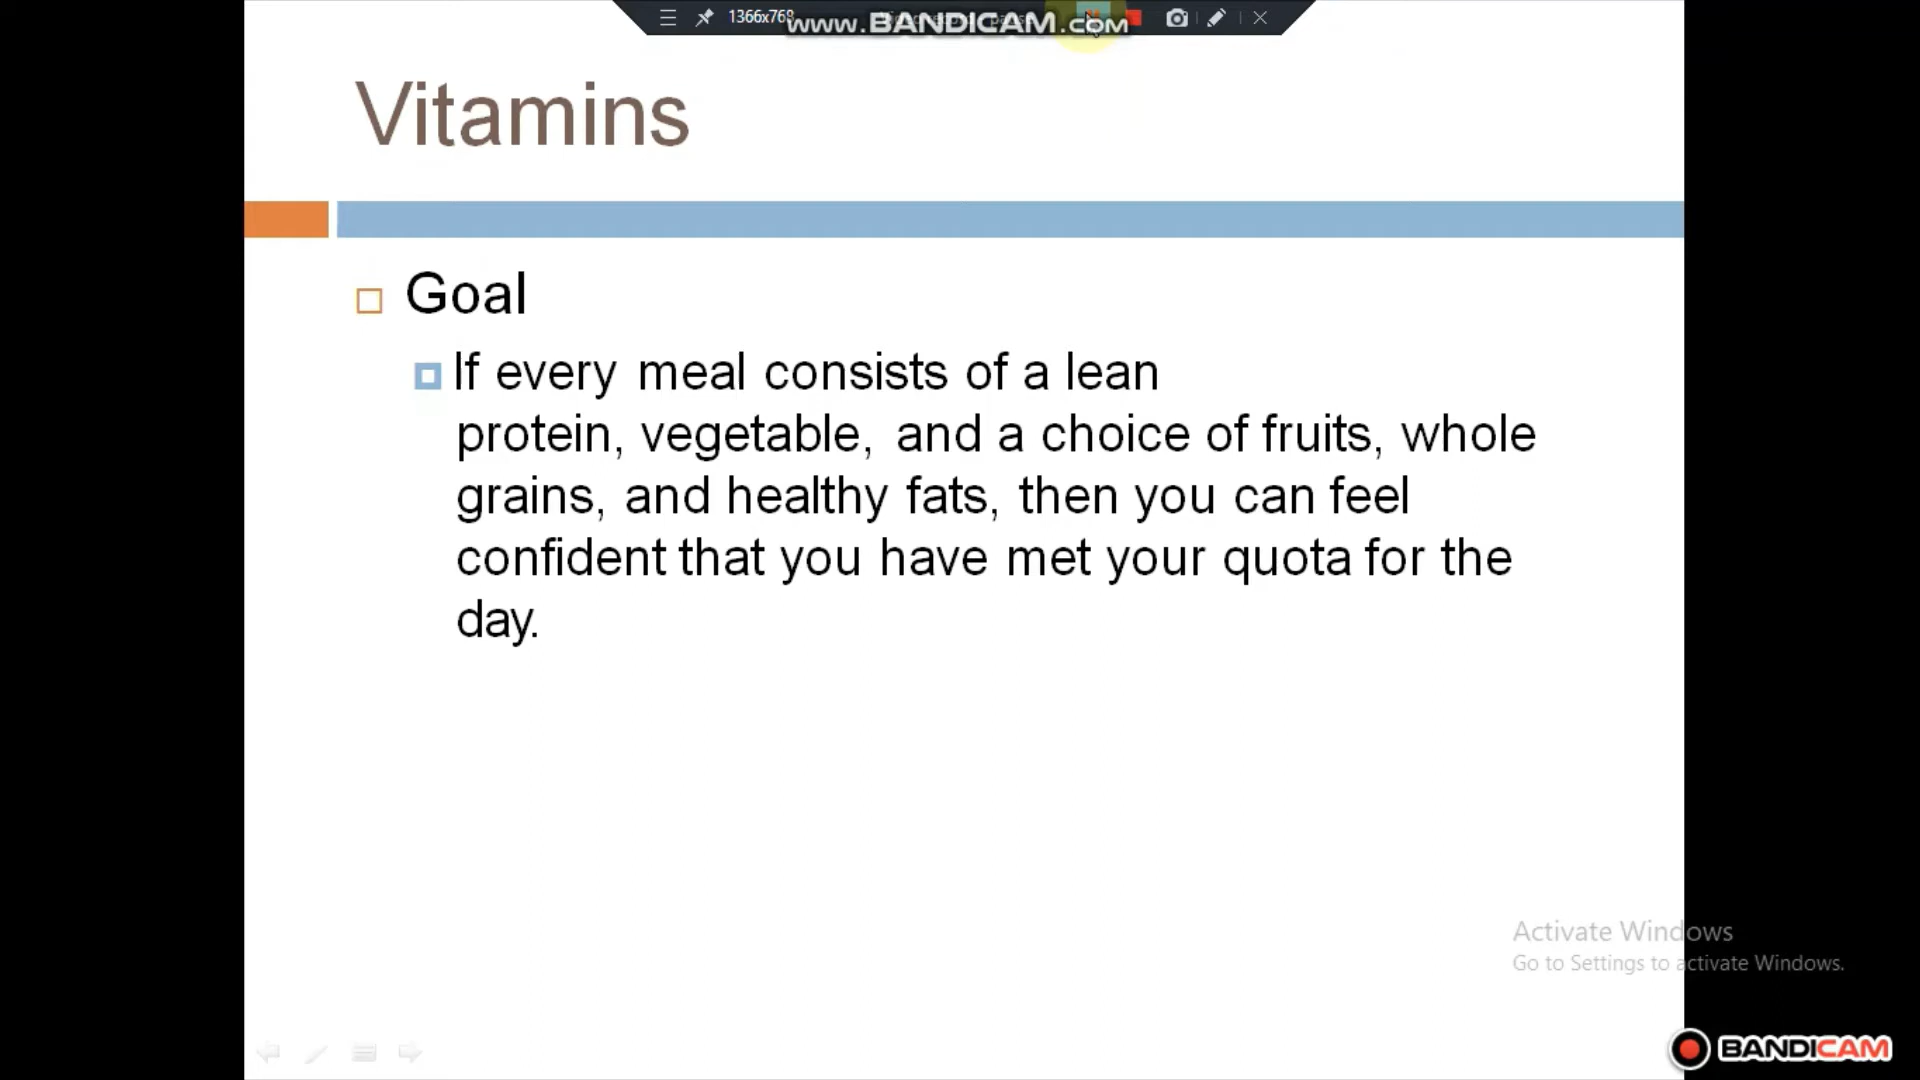 1366x768
www.BANDICAM.COM
Vitamins
Goal
If every meal consists of a lean
protein, vegetable, and a choice of fruits, whole
grains, and healthy fats, then you can feel
confident that you have met your quota for the
day.
Activate Windows
Go to Settings to activate Windows.
BANDICAM